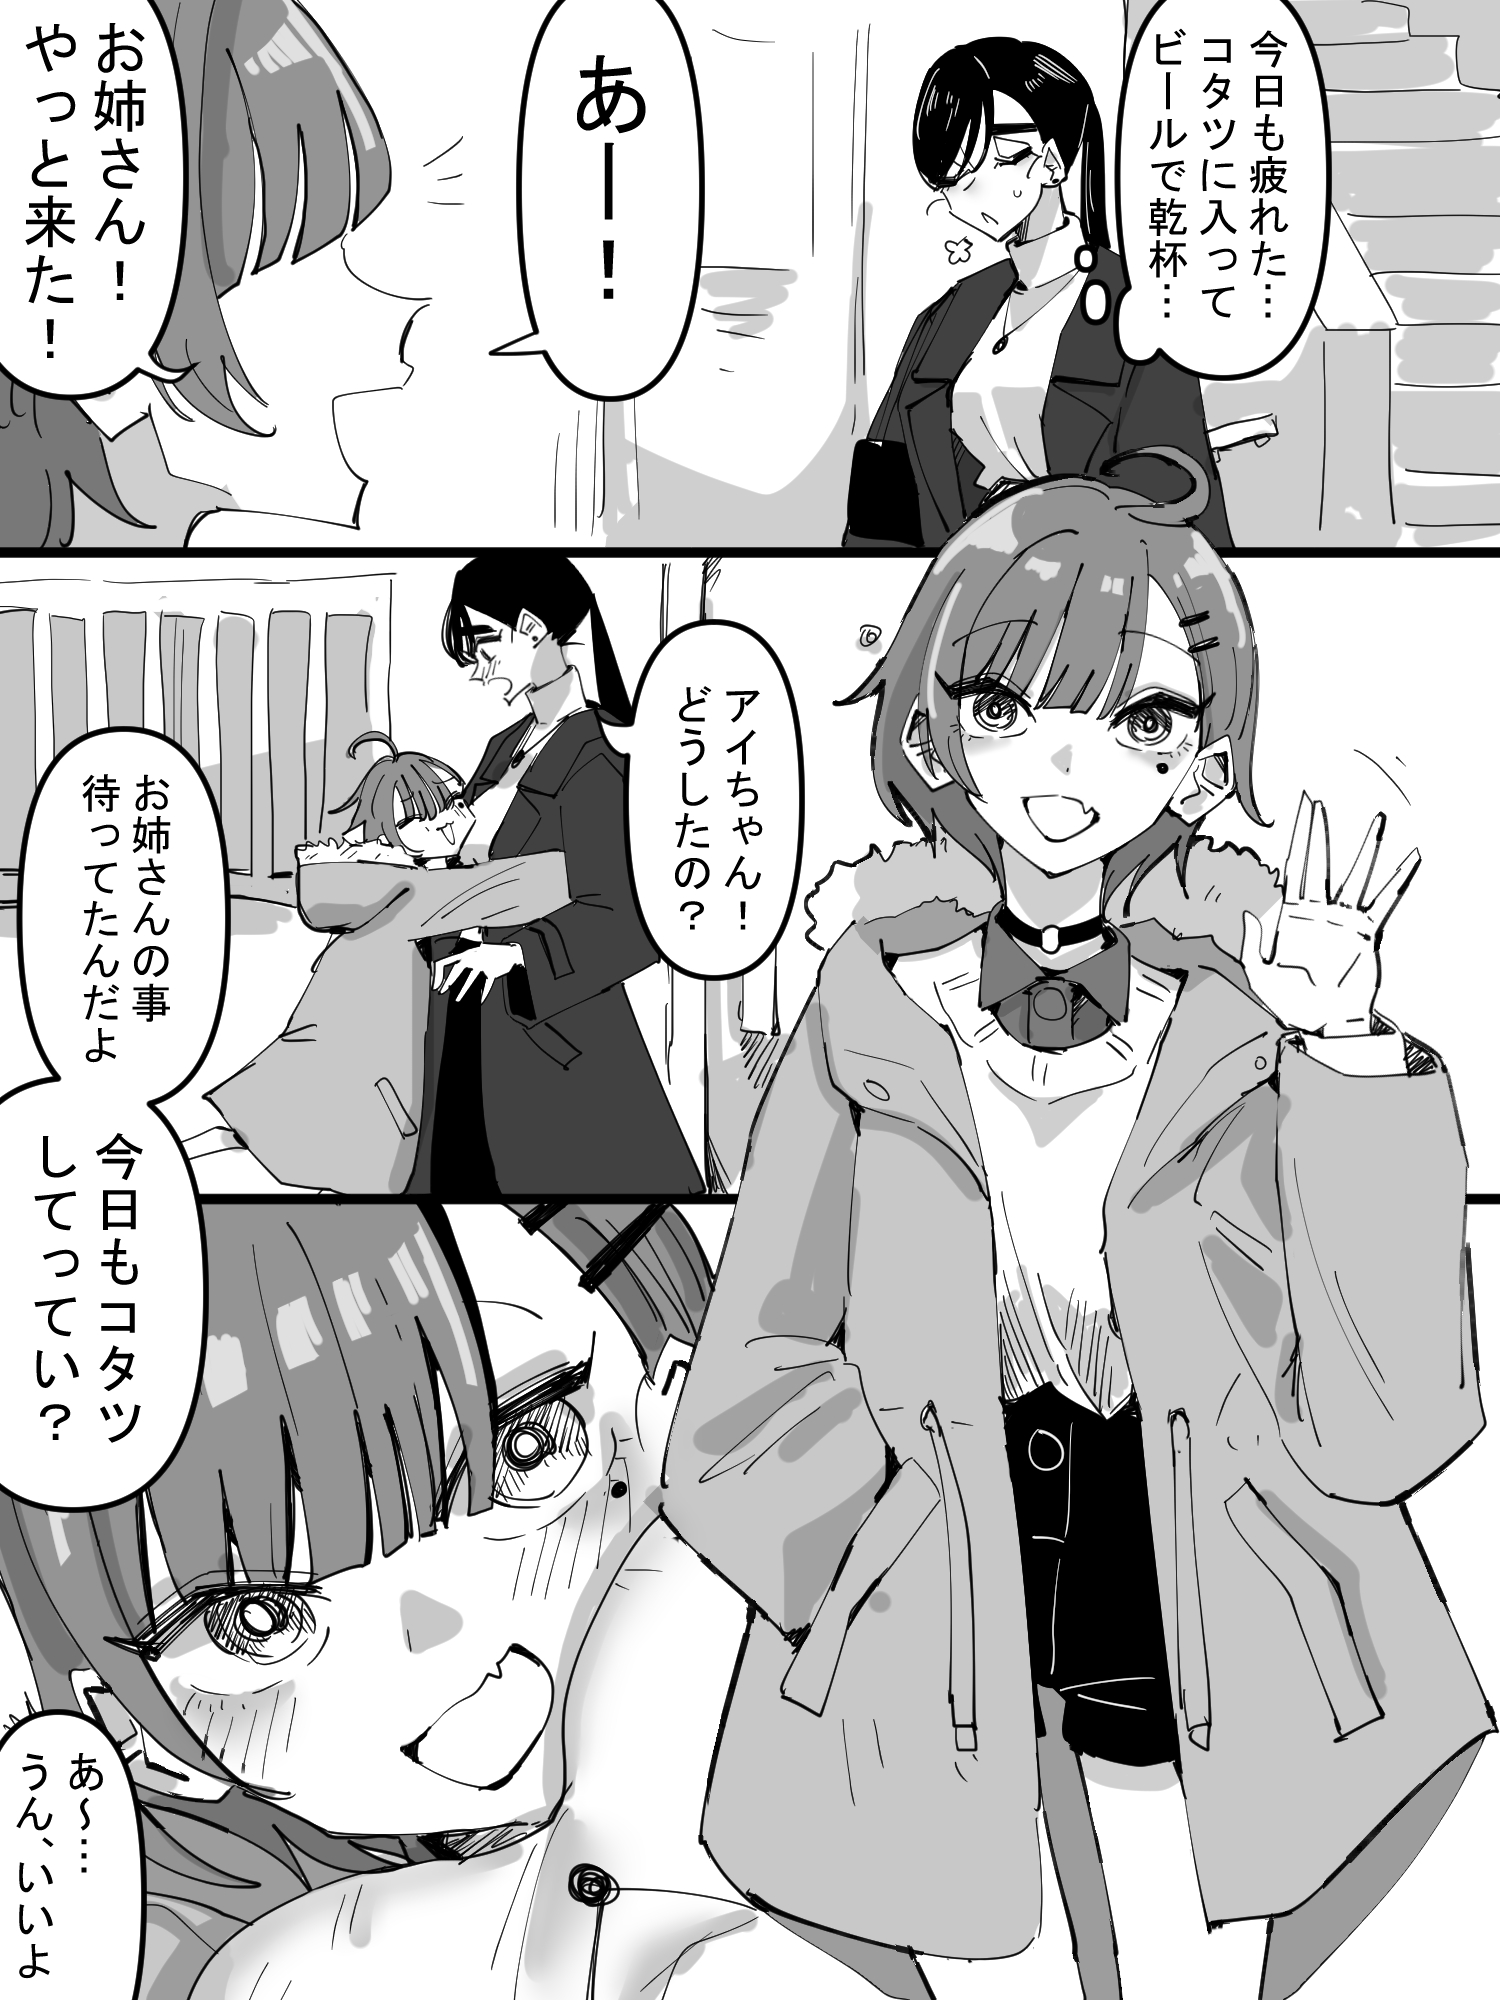 今日も疲れた…
コタツに入って
ビールで乾杯…
あー！
お姉さん！
やっと来た！
アイちゃん！
どうしたの？
お姉さんの事
待ってたんだよ
今日もコタツ
してってい？
あ～…
うん、いいよ